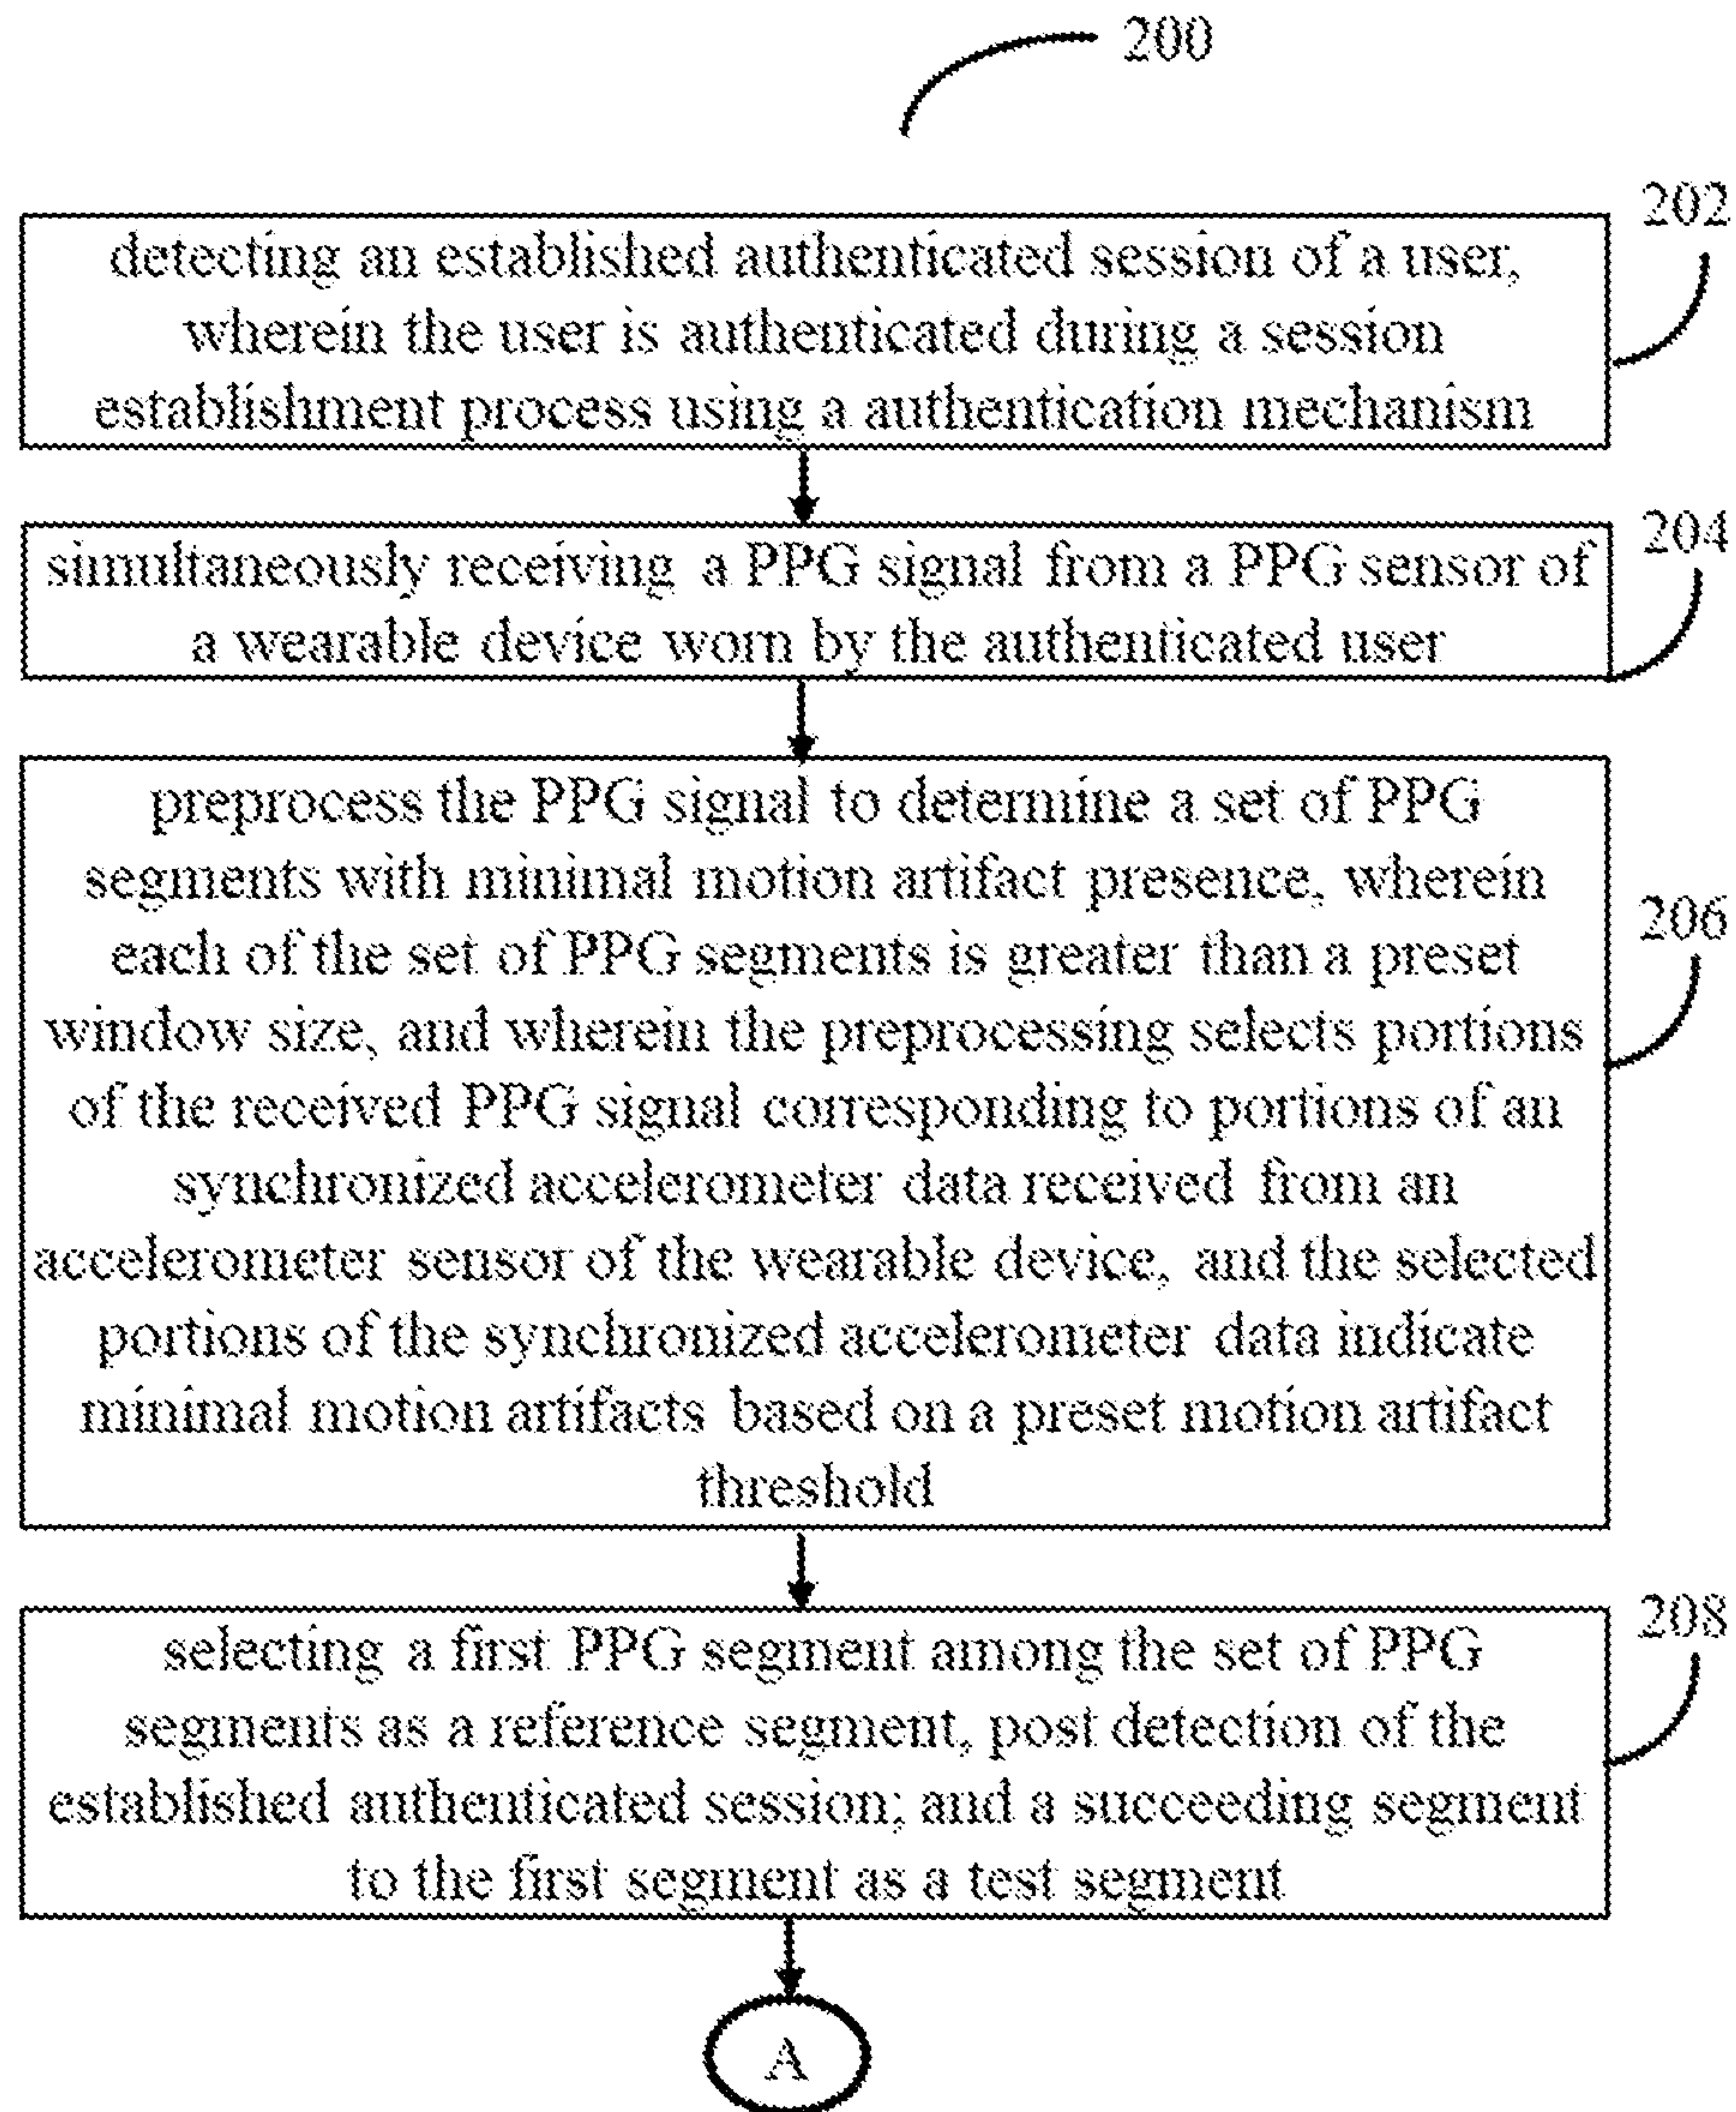 200
202
detecting an established authenticated session of a user,
wherein the user is authenticated during a session
establishment process using a authentication mechanism
204
simultaneously receiving a PPG signal from a PPG sensor of
a wearable device worn by the authenticated user
preprocess the PPG signal to determine a set of PPG
segments with minimal motion artifact presence, wherein
206
each of the set of PPG segments is greater than a preset
window size, and wherein the preprocessing selects portions
of the received PPG signal corresponding to portions of an
synchronized accelerometer data received from an
accelerometer sensor of the wearable device, and the selected
portions of the synchronized accelerometer data indicate
minimal motion artifacts based on a preset motion artifact
threshold
208
selecting a first PPG segment among the set of PPG
segments as a reference segment, post detection of the
established authenticated session; and a succeeding segment
to the first segment as a test segment
A